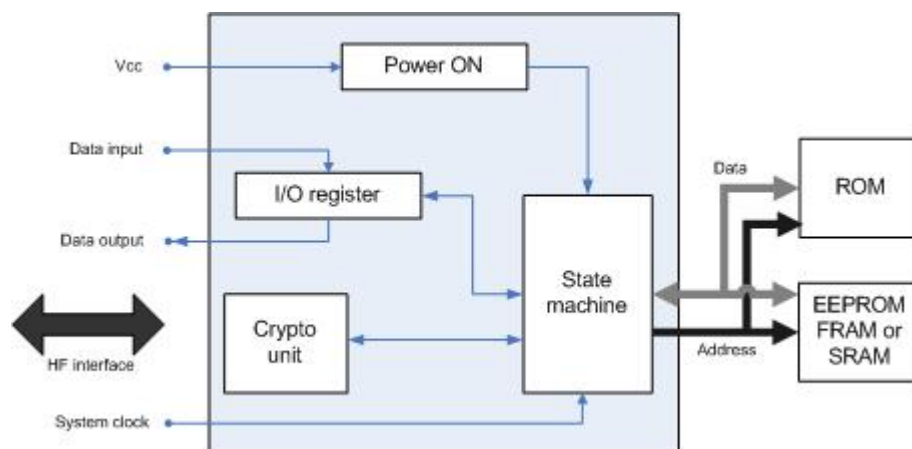 Vcc
Power ON
Data input
I/O register
Data output
HF interface
Crypto
unit
State
machine
System clock
Data
Address
ROM
EEPROM
FRAM or
SRAM